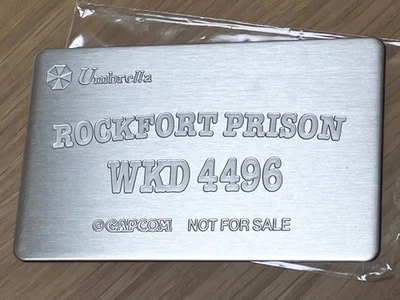 Umbrella
ROCKFORT PRISON
WKD 4496
©CAPCOM NOT FOR SALE